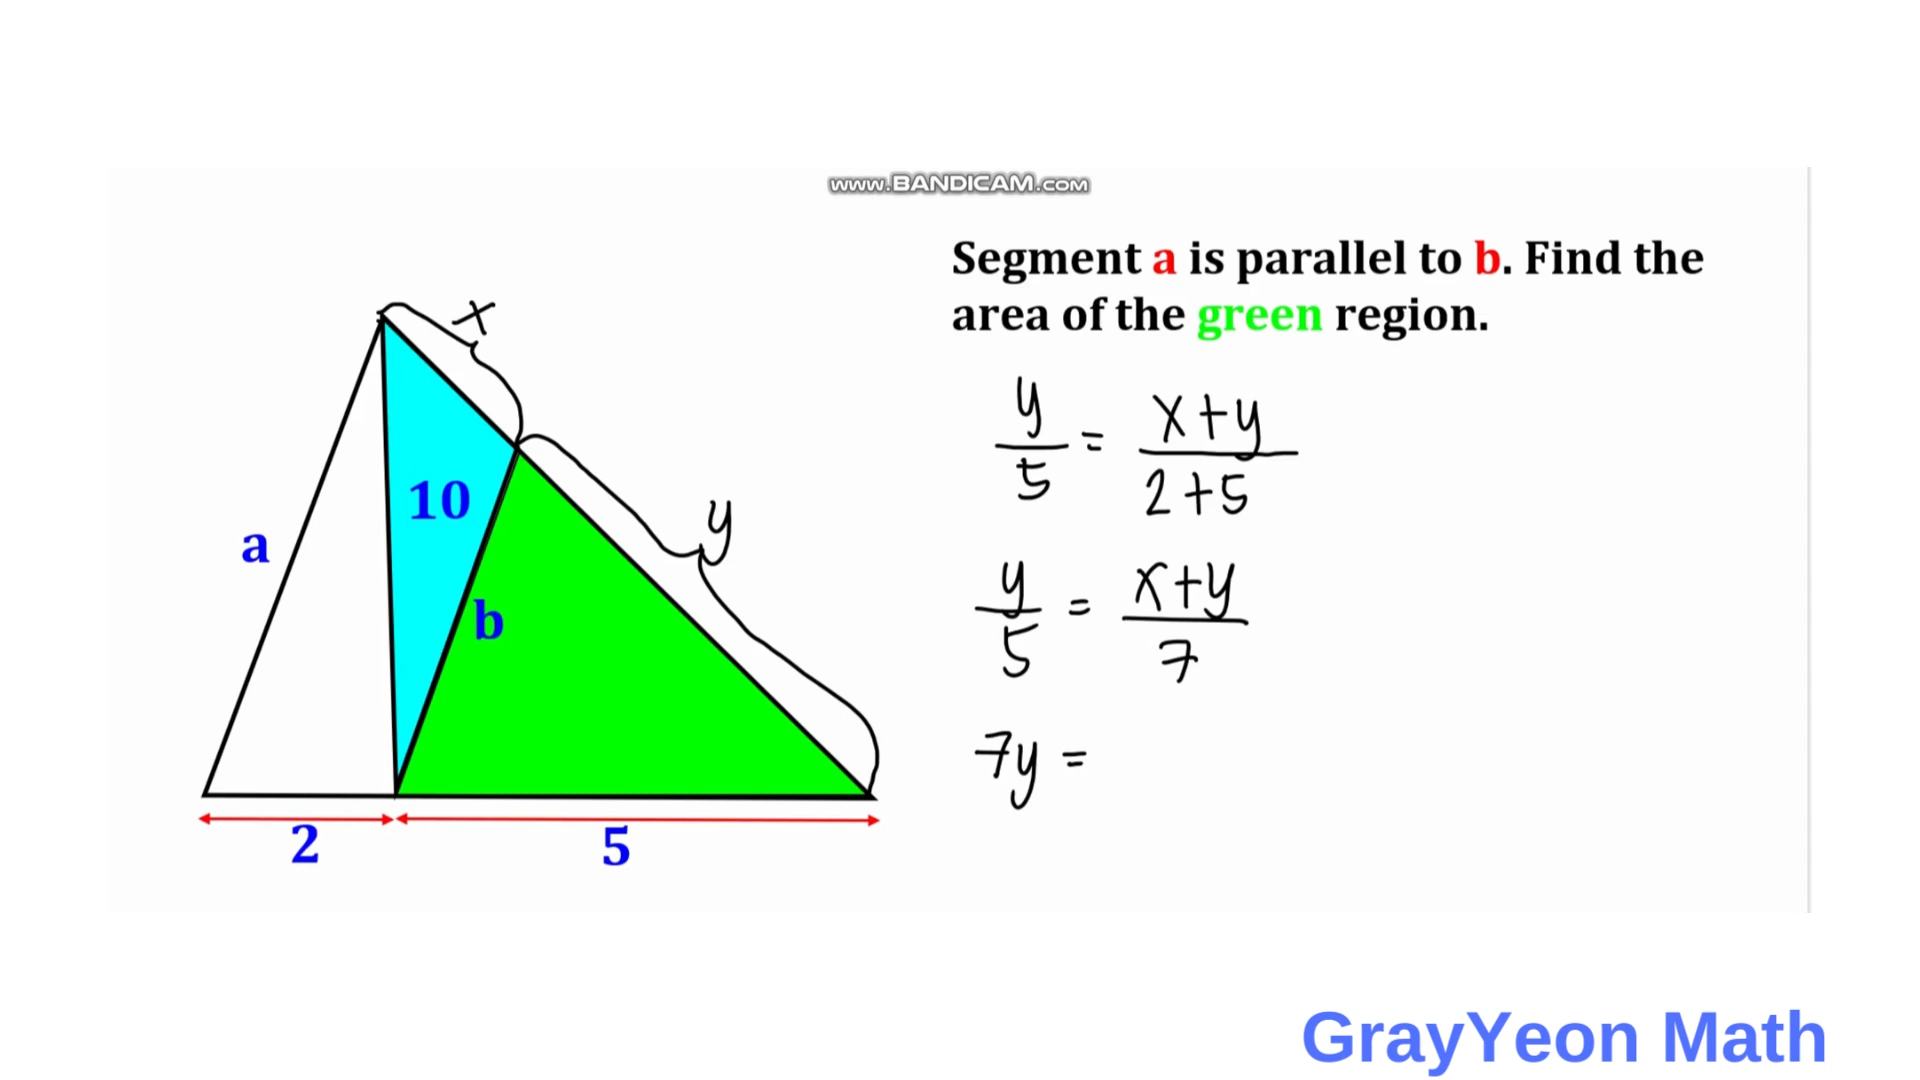 www.BANDICAM.com
Segment a is parallel to b. Find the
area of the green region.
x
y
10
a
b
2
5
y/5 = x+y/2+5
y/5 = x+y/7
7y =
GrayYeon Math